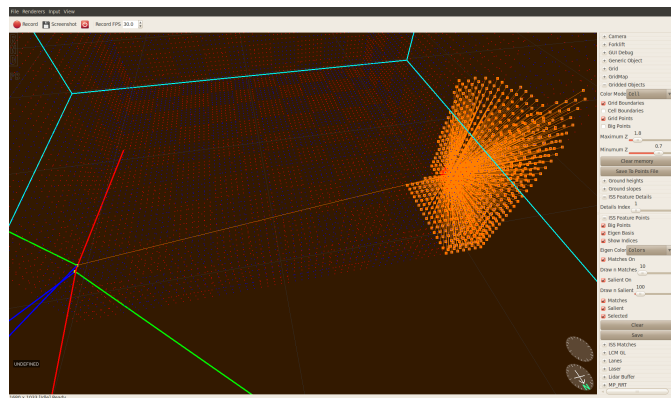 File Renderers Input View
Record Screenshot Record FPS 30.0
Camera
Forklift
GUI Debug
Generic Object
Grid
GridMap
Gridded Objects
Color Mode Cell
Grid Boundaries
Cell Boundaries
Grid Points
Big Points
1.8
Maximum Z
0.7
Minumum Z
Clear memory
Save To Points File
Ground heights
Ground slopes
ISS Feature Details
Details Index
ISS Feature Points
Big Points
Eigen Basis
Show Indices
Eigen Color Colors
Matches On
10
Draw n Matches
Salient On
100
Draw n Salient
Matches
Salient
Selected
Clear
Save
ISS Matches
LCM GL
Lanes
Laser
Lidar Buffer
MP_RRT
UNDEFINED